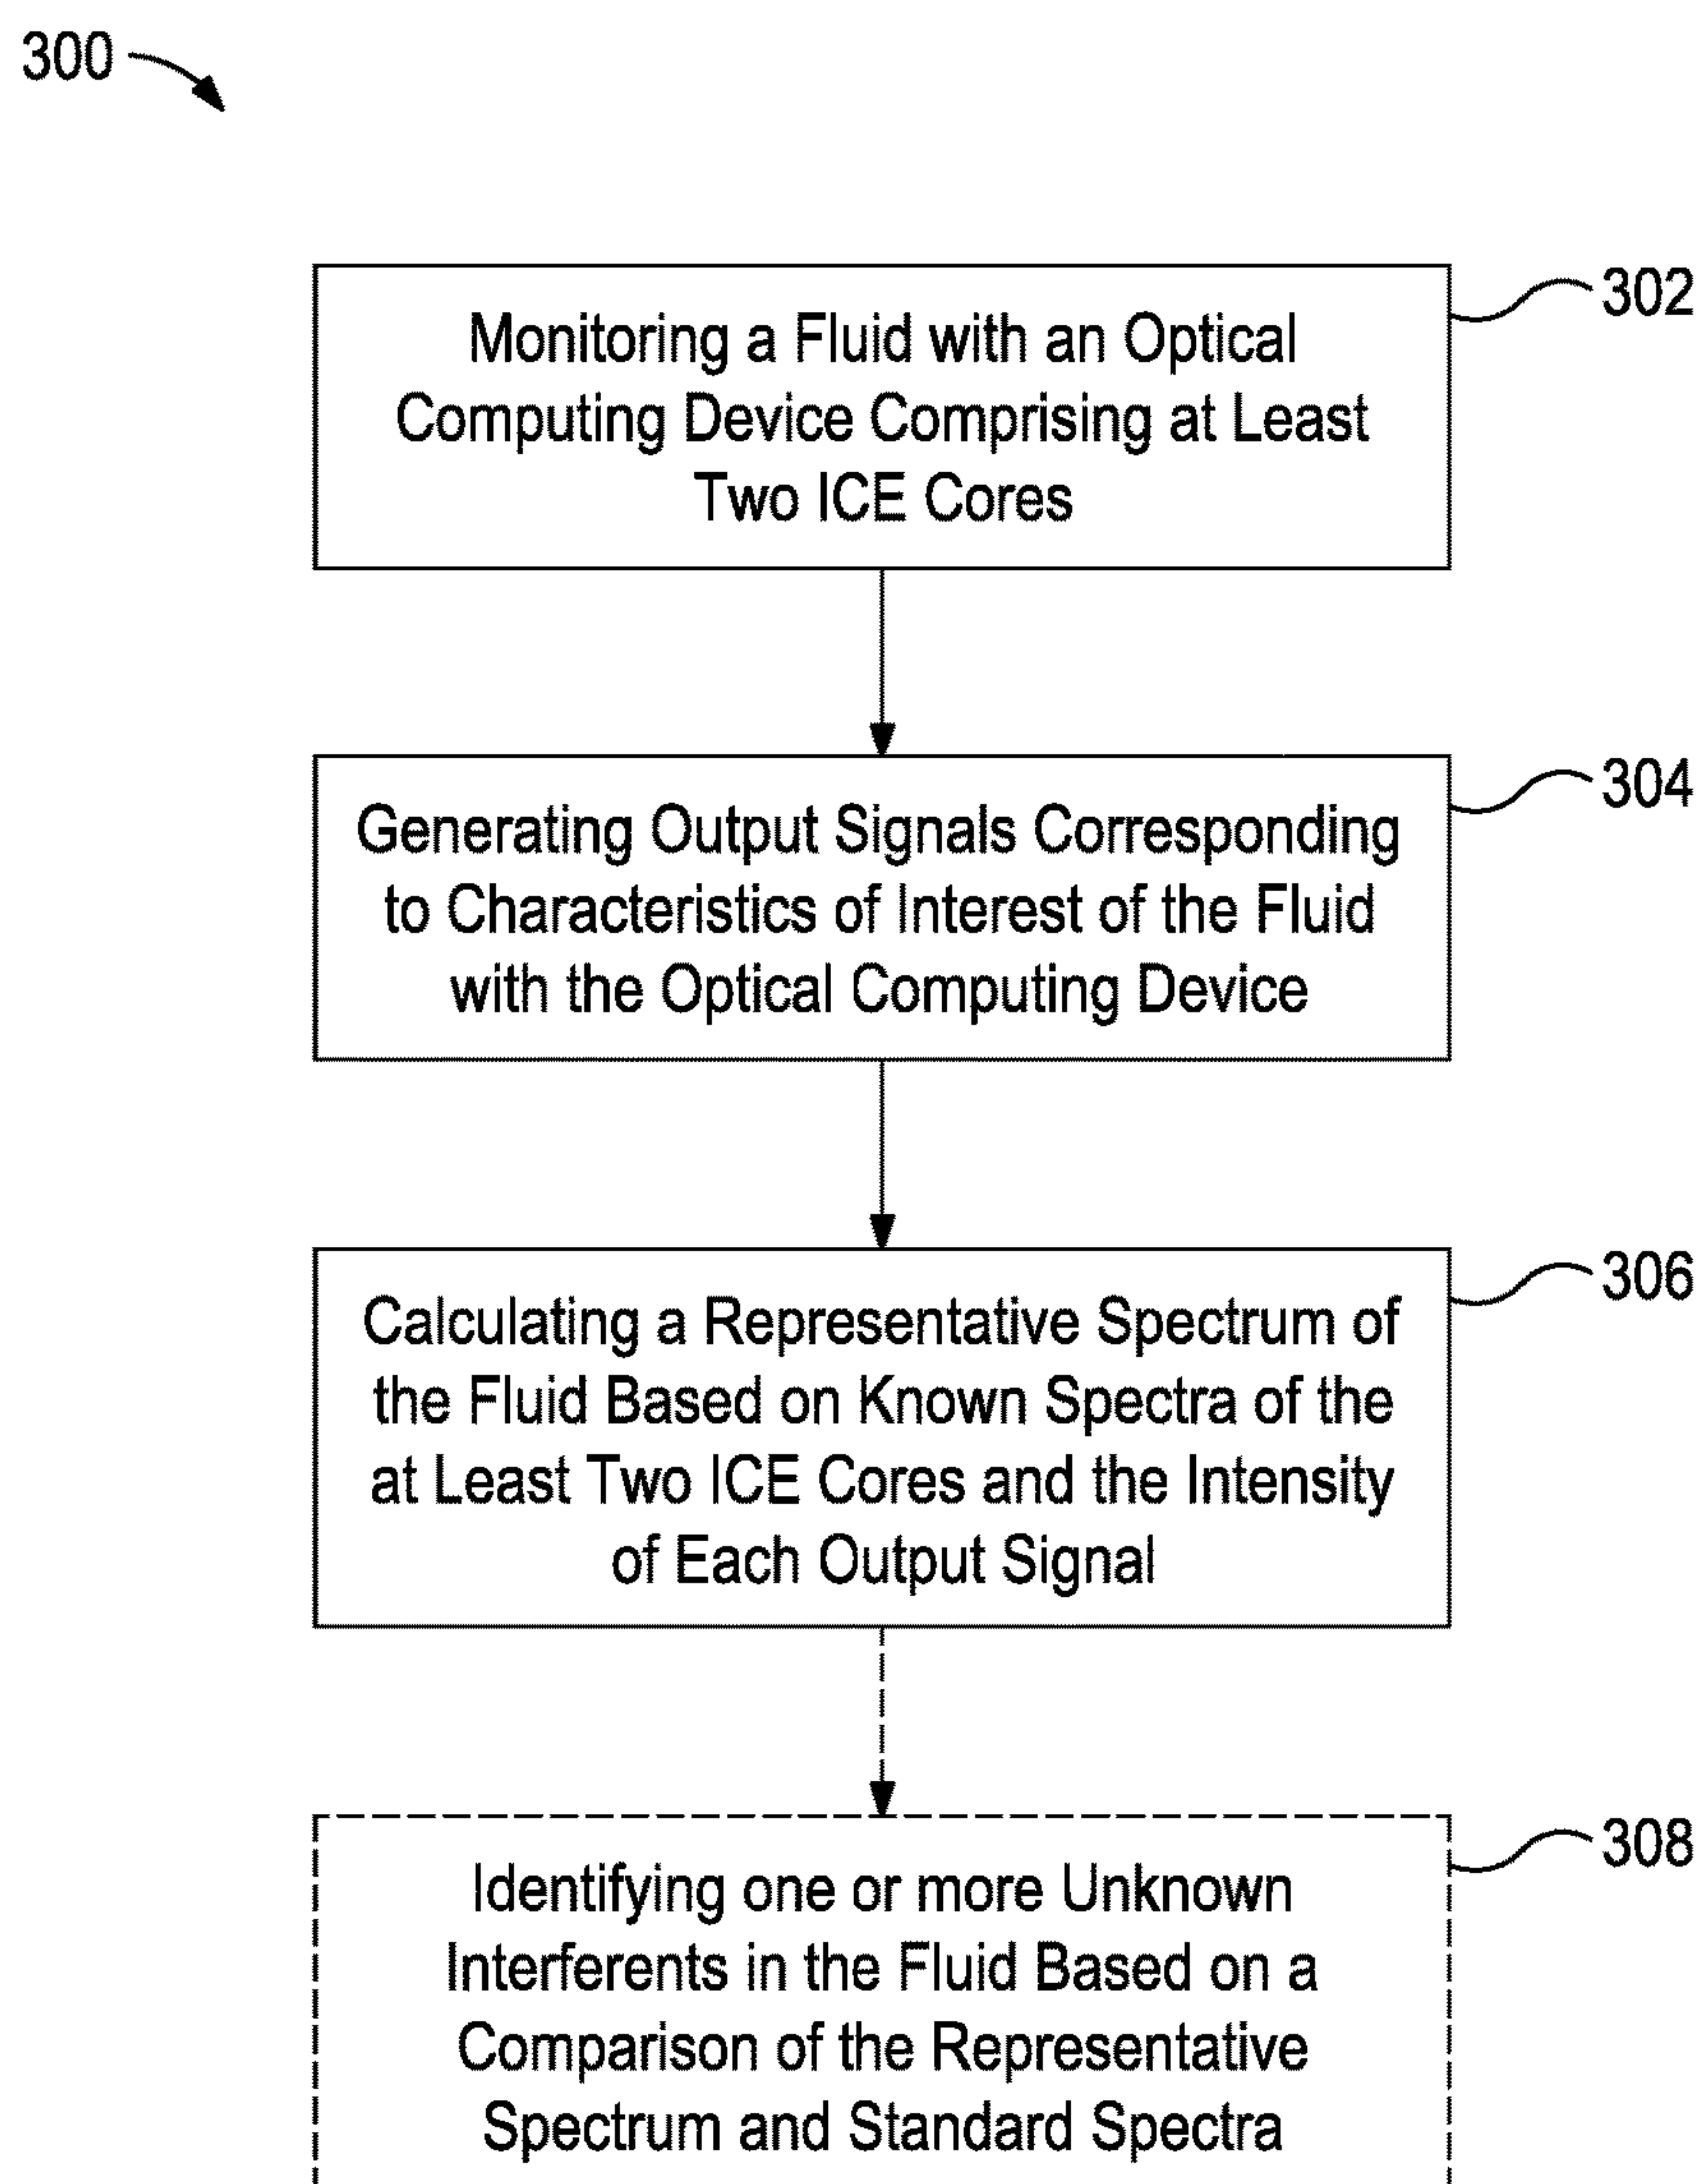 300
302
Monitoring a Fluid with an Optical
Computing Device Comprising at Least
Two ICE Cores
304
Generating Output Signals Corresponding
to Characteristics of Interest of the Fluid
with the Optical Computing Device
306
Calculating a Representative Spectrum of
the Fluid Based on Known Spectra of the
at Least Two ICE Cores and the Intensity
of Each Output Signal
308
Identifying one or more Unknown
Interferents in the Fluid Based on a
Comparison of the Representative
Spectrum and Standard Spectra